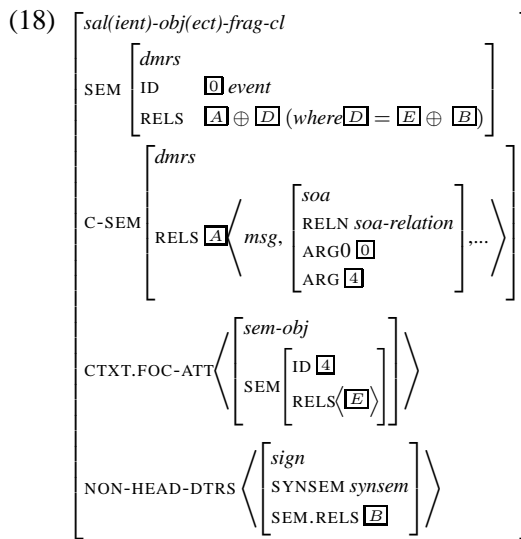 (18) sal(ient)-obj(ect)-frag-cl
dmrs
SEM ID 0 event
RELS A ⊕ D (where D = E ⊕ B)
dmrs
soa
RELN soa-relation
C-SEM RELS A ⟨ msg, ARG0 0 ,... ⟩
ARG 4
sem-obj
CTXT.FOC-ATT ⟨ SEM ID 4 ⟩
RELS⟨ E ⟩
sign
NON-HEAD-DTRS ⟨ SYNSEM synsem ⟩
SEM.RELS B